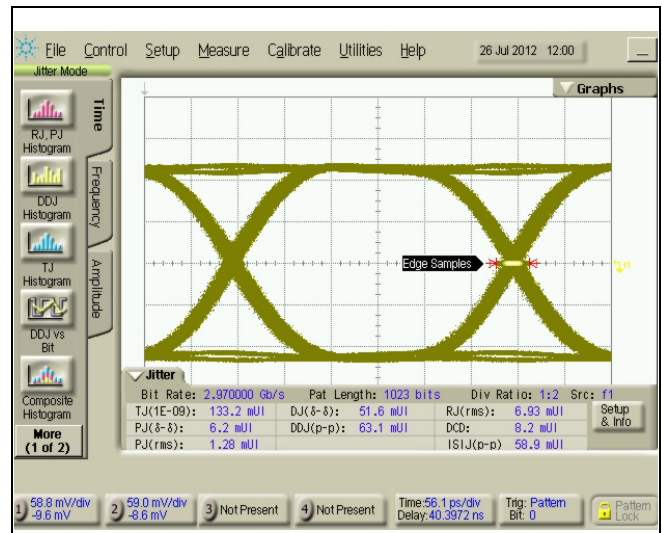 File Control Setup Measure Calibrate Utilities Help 26 Jul 2012 12:00
Jitter Mode
Graphs
Time
Frequency
Amplitude
RJ, PJ
Histogram
DDJ
Histogram
TJ
Histogram
DDJ vs
Bit
Composite
Histogram
More
(1 of 2)
Edge Samples
Jitter
Bit Rate: 2.970000 Gb/s Pat Length: 1023 bits Div Ratio: 1:2 Src: f1
TJ(1E-09): 133.2 mUI DJ(δ-δ): 51.6 mUI RJ(rms): 6.93 mUI
PJ(δ-δ): 6.2 mUI DDJ(p-p): 63.1 mUI DCD: 8.2 mUI
PJ(rms): 1.28 mUI ISIJ(p-p) 58.9 mUI
Setup
& Info
1) 58.8 mV/div
-9.6 mV
2) 59.0 mV/div
-8.6 mV
3) Not Present
4) Not Present
Time:56.1 ps/div
Delay:40.3972 ns
Trig: Pattern
Bit: 0
Pattern
Lock